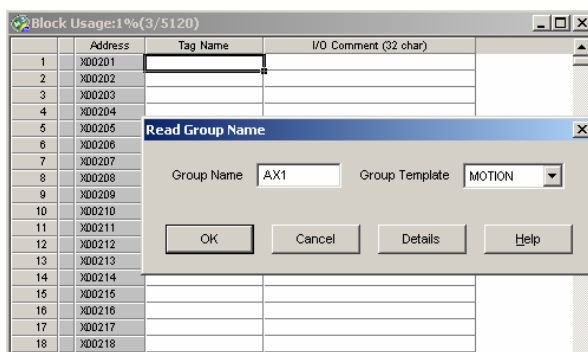 Block Usage:1%(3/5120)
Address Tag Name I/O Comment (32 char)
1 X00201
2 X00202
3 X00203
4 X00204
5 X00205
6 X00206
7 X00207
8 X00208
9 X00209
10 X00210
11 X00211
12 X00212
13 X00213
14 X00214
15 X00215
16 X00216
17 X00217
18 X00218
Read Group Name
Group Name AX1 Group Template MOTION
OK Cancel Details Help